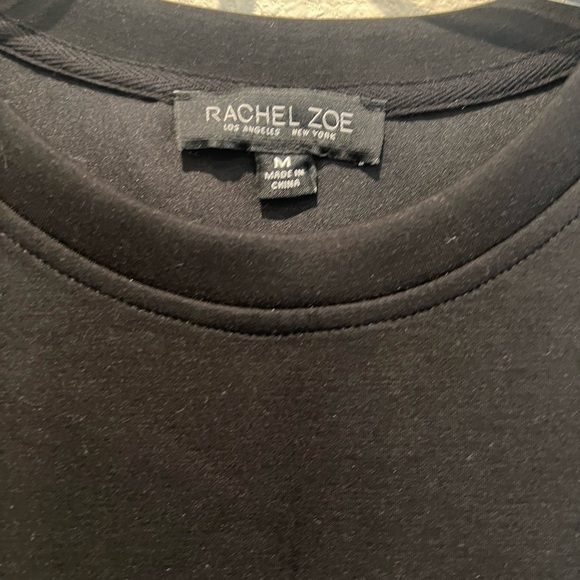 RACHEL ZOE
LOS ANGELES NEW YORK
M
MADE IN
CHINA